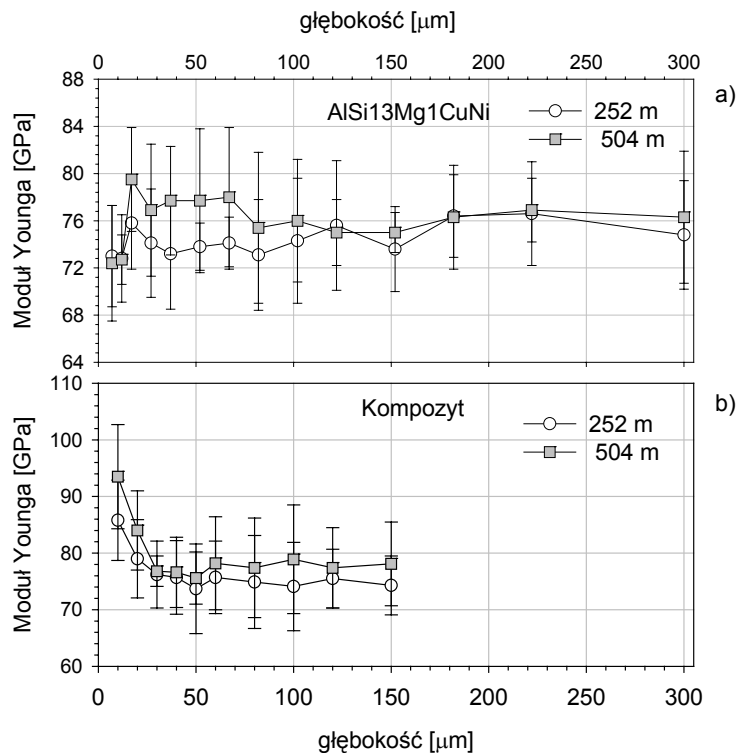 głębokość [μm]
0 50 100 150 200 250 300
88
84
80
76
72
68
64
Moduł Younga [GPa]
AlSi13Mg1CuNi
252 m
504 m
a)
110
100
90
80
70
60
Moduł Younga [GPa]
Kompozyt
252 m
504 m
b)
0 50 100 150 200 250 300
głębokość [μm]